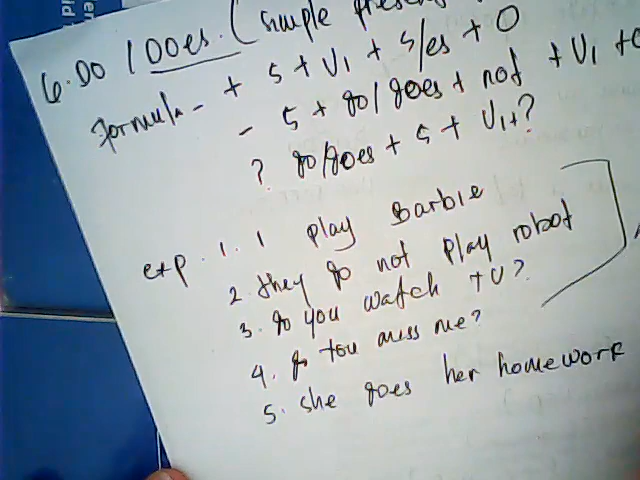 6. DO / DOes. ( Simple present
Formula - + S + V1 + S/es + O
- S + do / does + not + V1 + O
? do/does + S + V1+?
exp. 1. I play Barbie
2. they do not play robot
3. do you watch TV?
4. do you miss me?
5. she does her homework